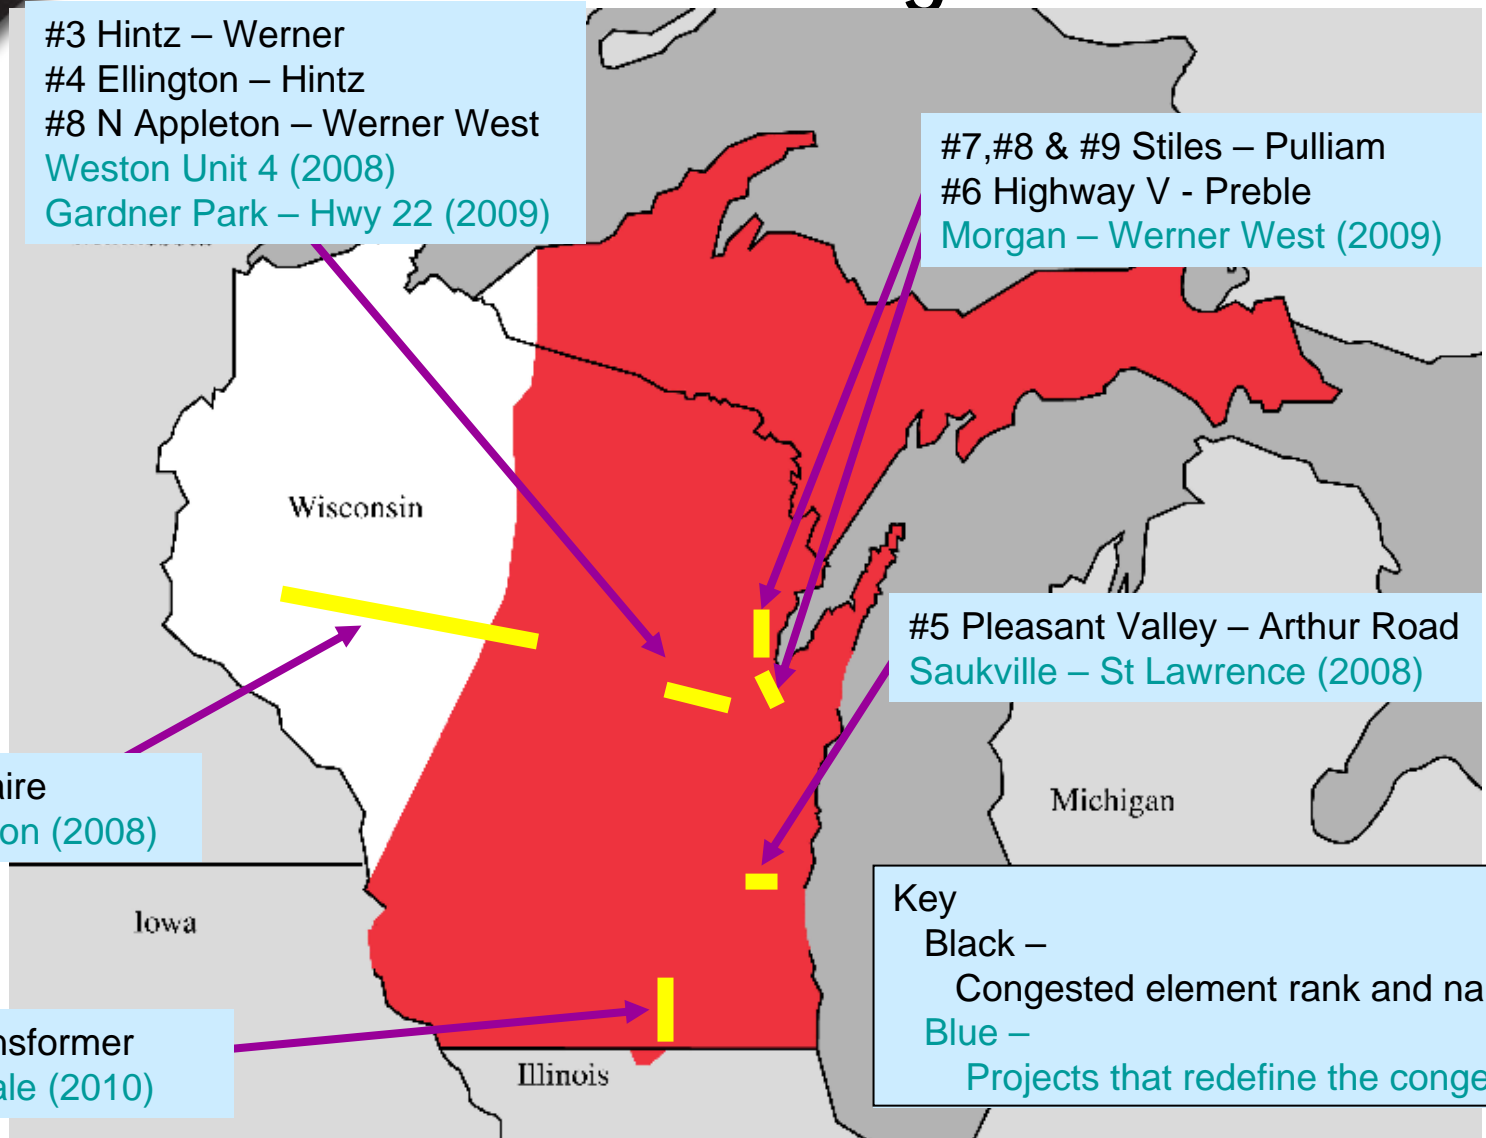 #3 Hintz – Werner
#4 Ellington – Hintz
#8 N Appleton – Werner West
Weston Unit 4 (2008)
Gardner Park – Hwy 22 (2009)
#7,#8 & #9 Stiles – Pulliam
#6 Highway V - Preble
Morgan – Werner West (2009)
Wisconsin
#5 Pleasant Valley – Arthur Road
Saukville – St Lawrence (2008)
aire
on (2008)
Michigan
Iowa
Key
Black –
Congested element rank and na
Blue –
Projects that redefine the conge
nsformer
ale (2010)
Illinois